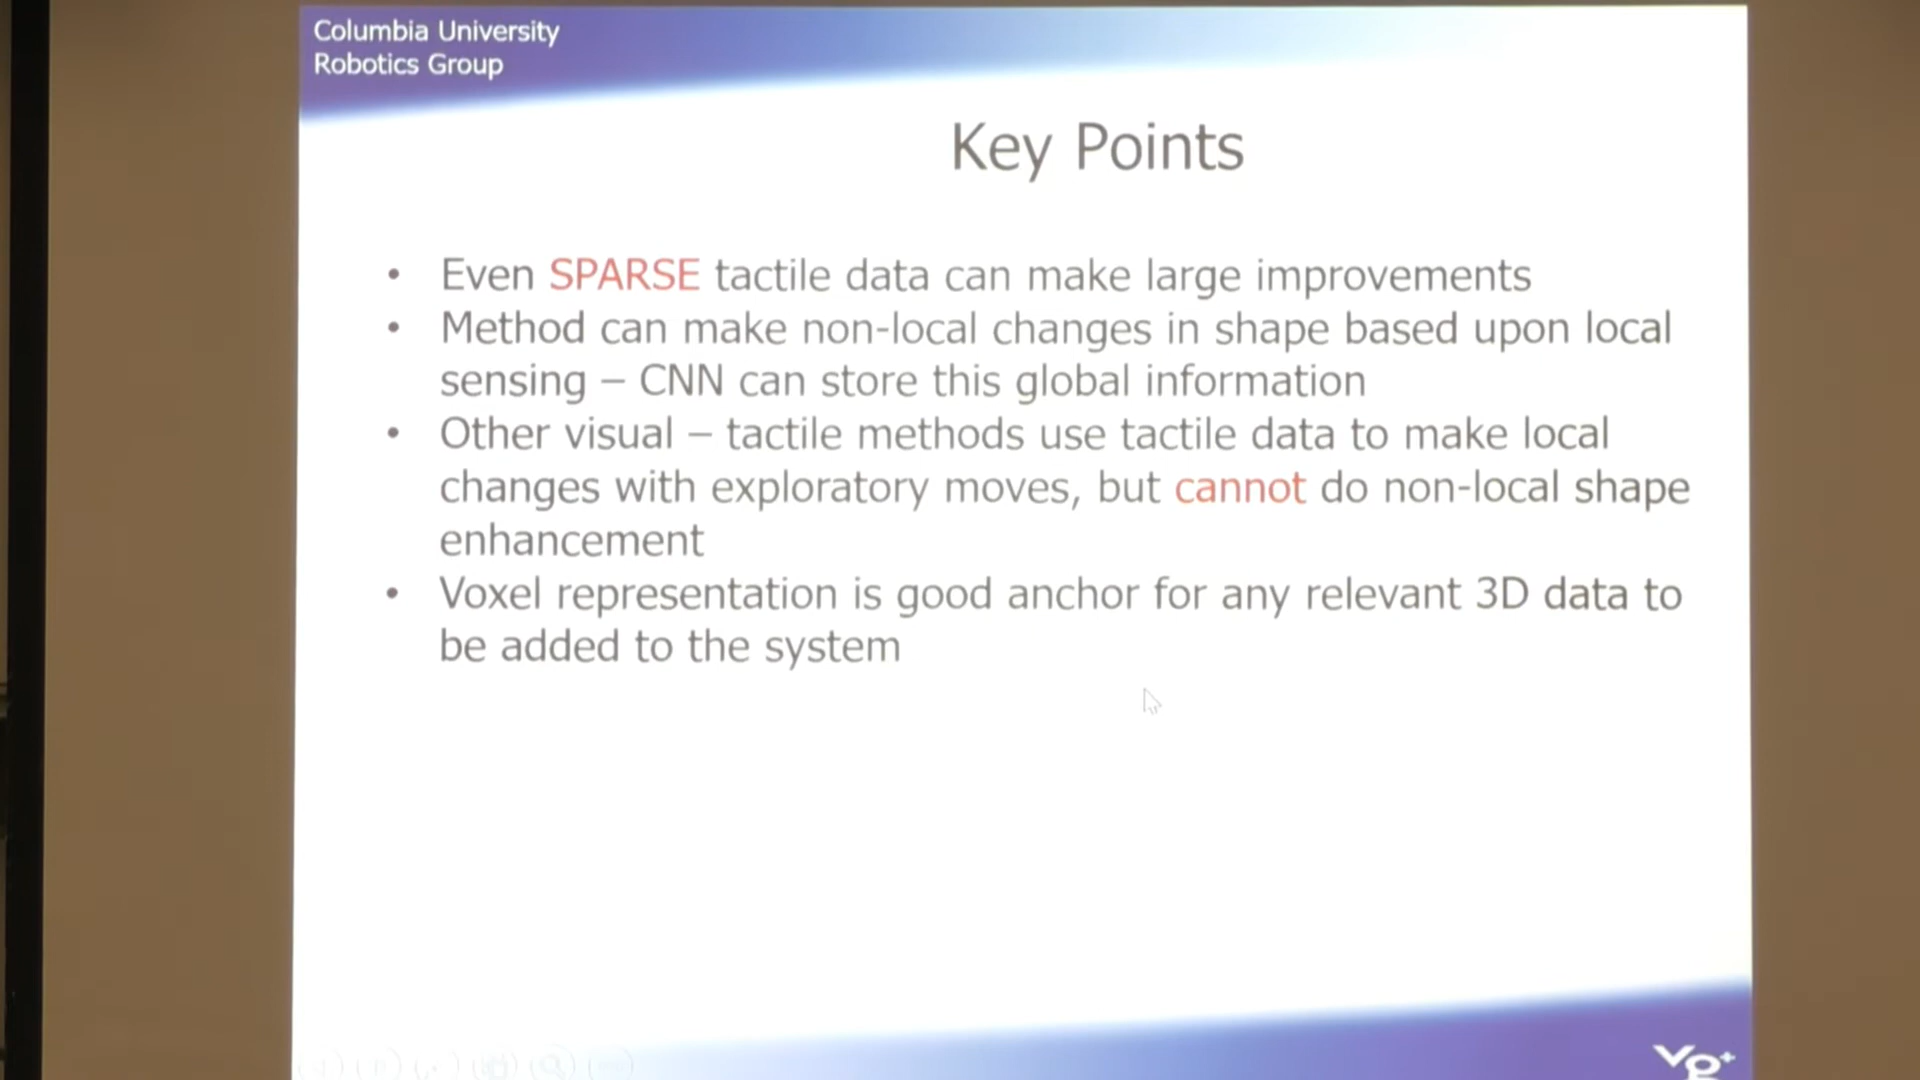 Columbia University
Robotics Group
Key Points
• Even SPARSE tactile data can make large improvements
• Method can make non-local changes in shape based upon local
sensing – CNN can store this global information
• Other visual – tactile methods use tactile data to make local
changes with exploratory moves, but cannot do non-local shape
enhancement
• Voxel representation is good anchor for any relevant 3D data to
be added to the system